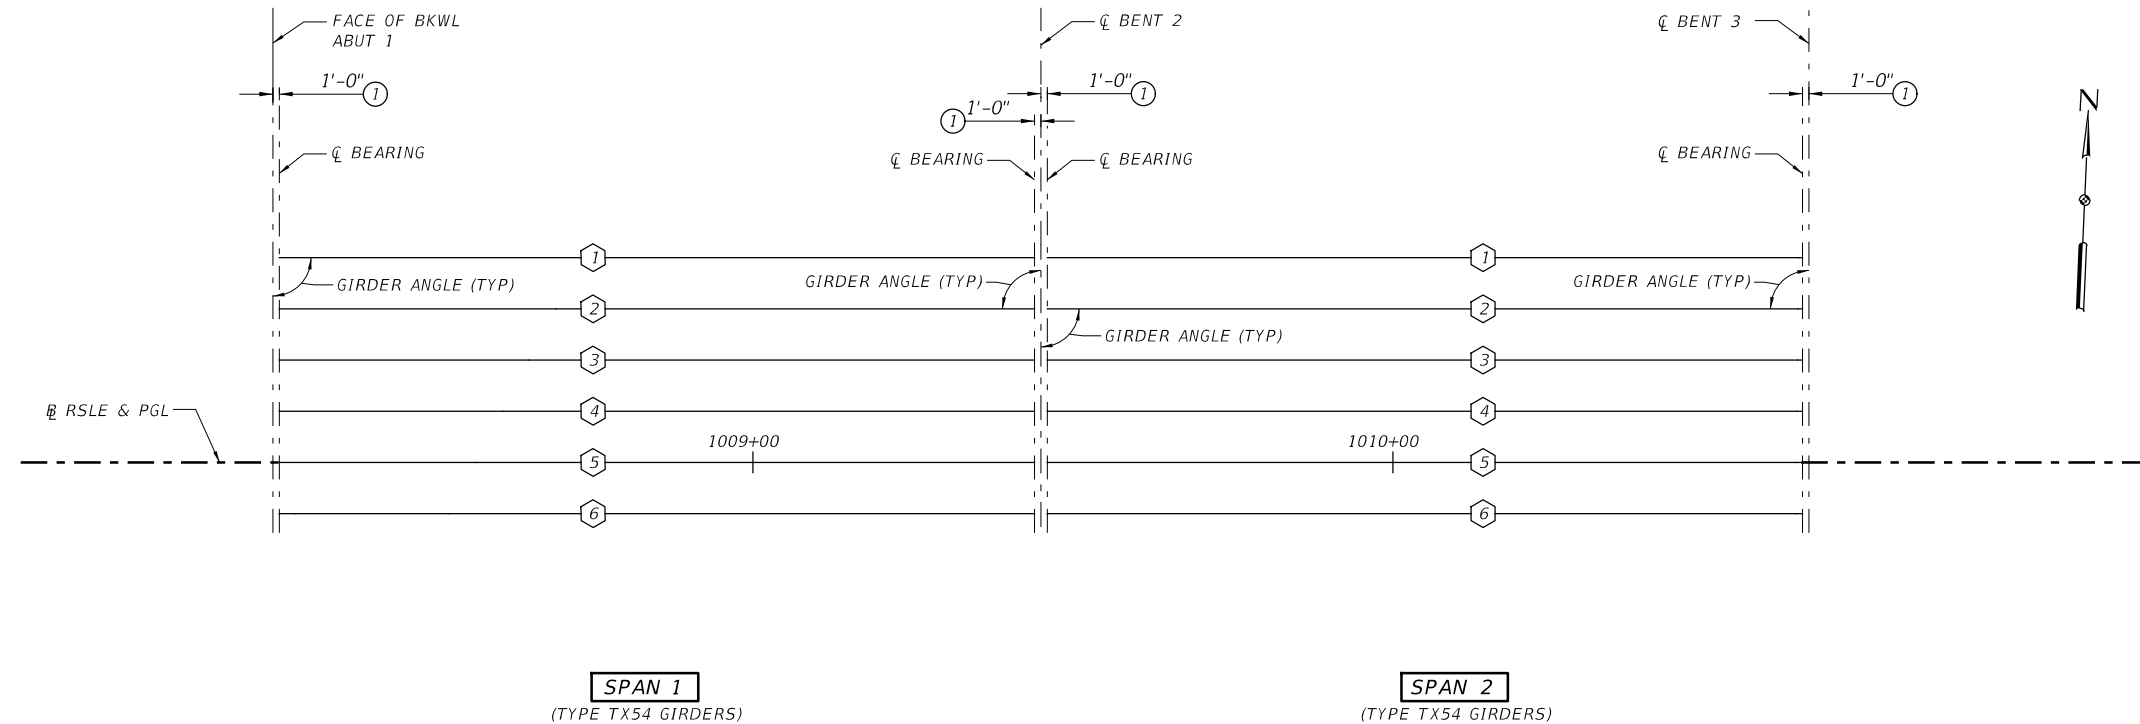 FACE OF BKWL
ABUT 1
℄ BENT 2
℄ BENT 3
1'-0" 1
1'-0" 1
1'-0" 1
1 1'-0"
N
℄ BEARING
℄ BEARING
℄ BEARING
℄ BEARING
1
1
GIRDER ANGLE (TYP)
GIRDER ANGLE (TYP)
GIRDER ANGLE (TYP)
2
2
GIRDER ANGLE (TYP)
3
3
BL RSLE & PGL
4
4
1009+00
1010+00
5
5
6
6
SPAN 1
(TYPE TX54 GIRDERS)
SPAN 2
(TYPE TX54 GIRDERS)